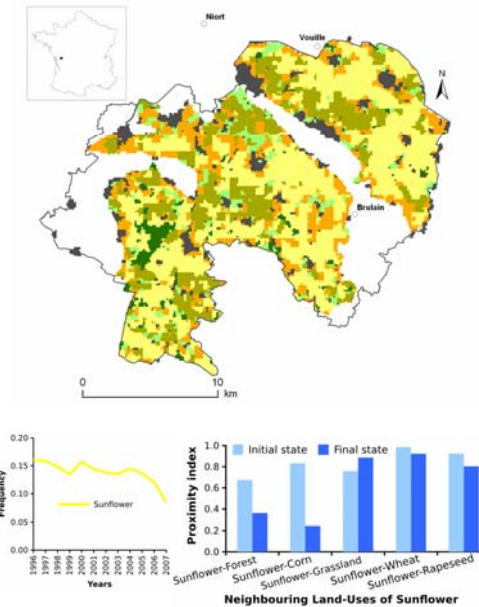 Niort
Vouille
N
Brulain
0 10
km
0.20
0.15
0.10
0.05
0.00
Frequency
Sunflower
1996
1997
1998
1999
2000
2001
2002
2003
2004
2005
2006
2007
Years
1.0
0.8
0.6
0.4
0.2
0.0
Proximity index
Initial state Final state
Sunflower-Forest
Sunflower-Corn
Sunflower-Grassland
Sunflower-Wheat
Sunflower-Rapeseed
Neighbouring Land-Uses of Sunflower